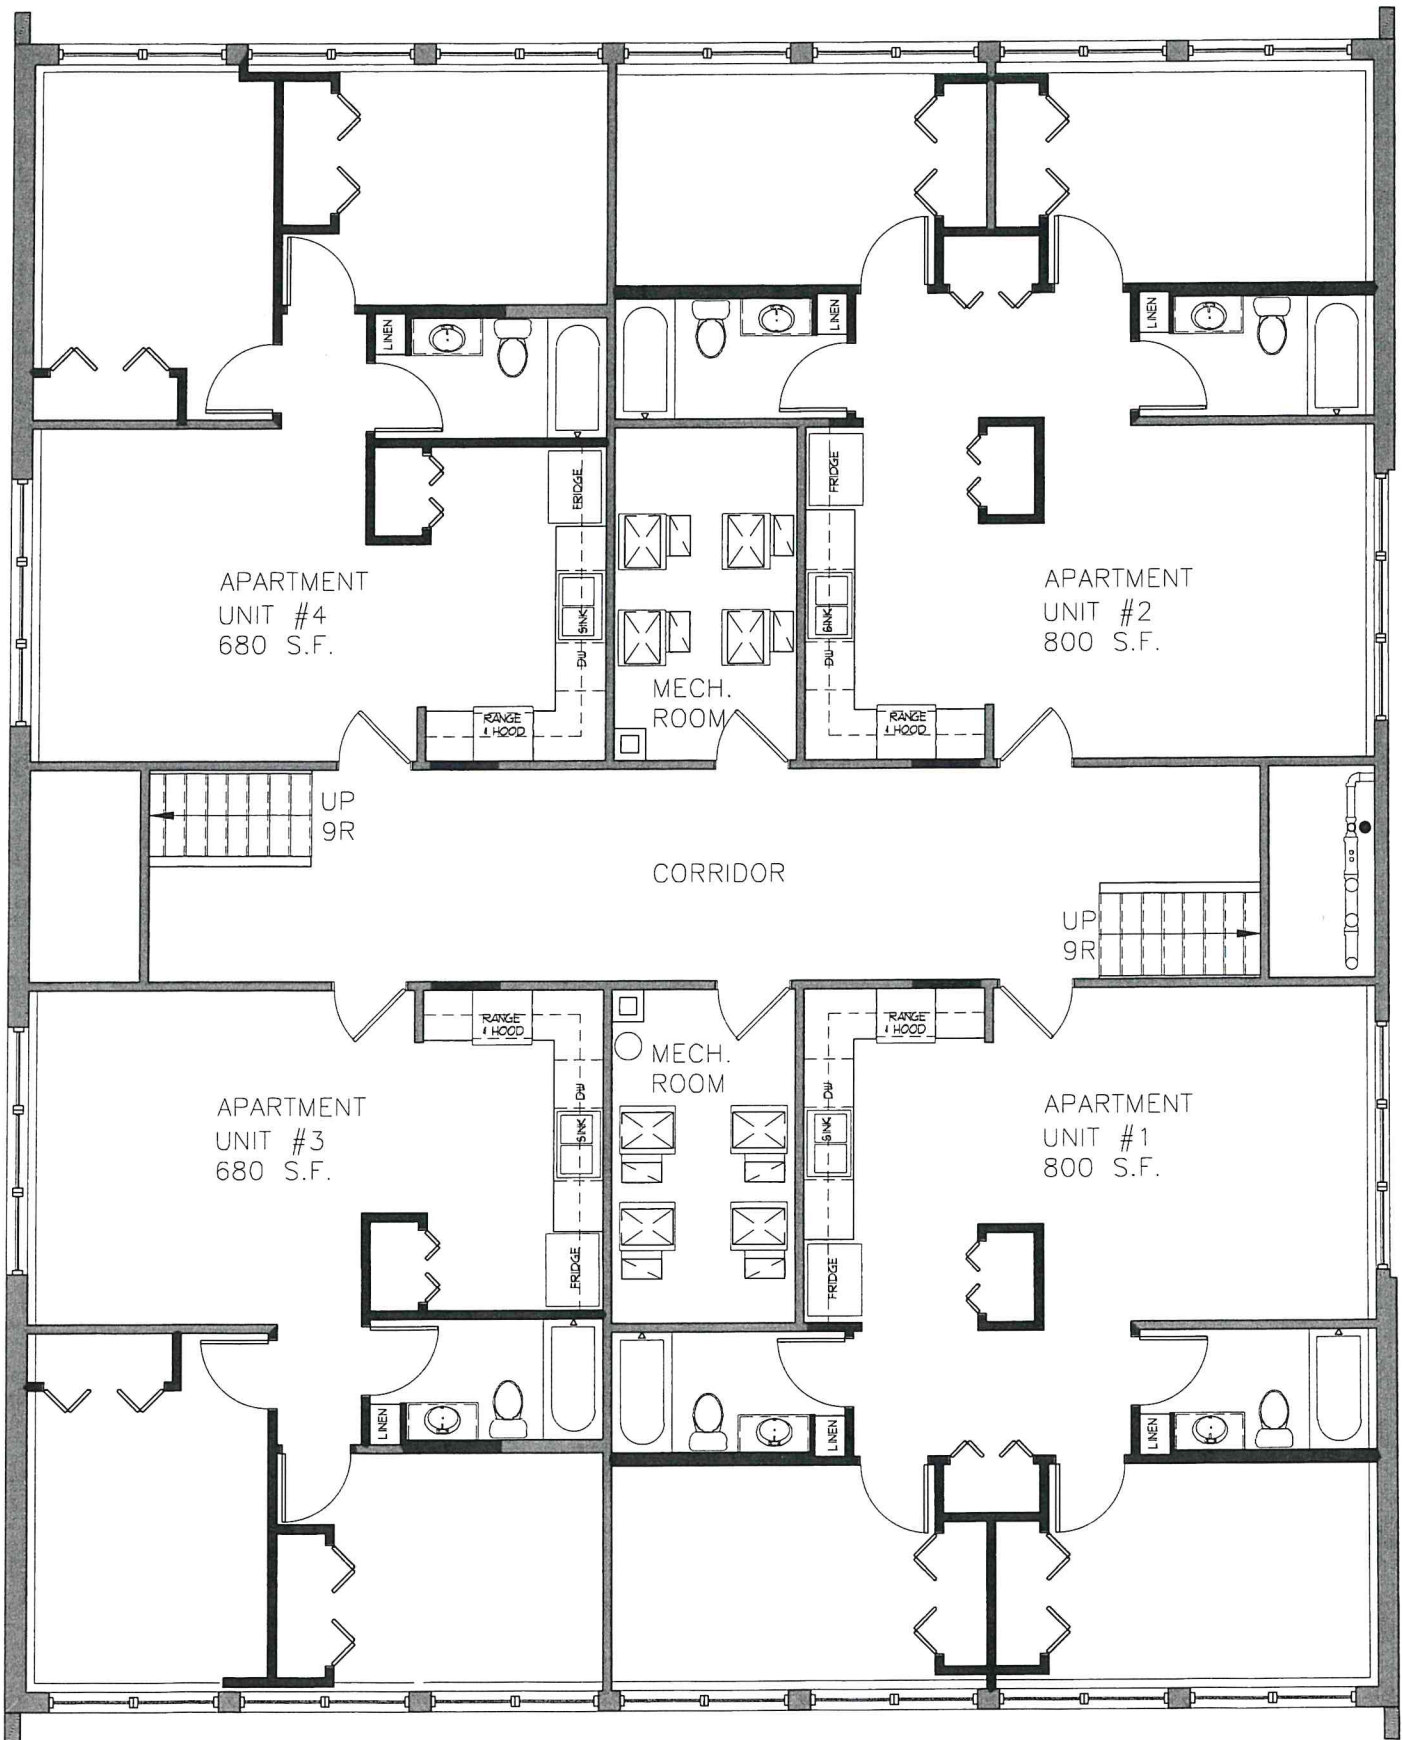 LINEN
LINEN
LINEN
FRIDGE
FRIDGE
APARTMENT
UNIT #4
680 S.F.
SINK
DW
SINK
DW
APARTMENT
UNIT #2
800 S.F.
MECH.
ROOM
RANGE
& HOOD
RANGE
& HOOD
UP
9R
CORRIDOR
UP
9R
RANGE
& HOOD
RANGE
& HOOD
MECH.
ROOM
APARTMENT
UNIT #3
680 S.F.
DW
SINK
DW
SINK
APARTMENT
UNIT #1
800 S.F.
FRIDGE
FRIDGE
LINEN
LINEN
LINEN